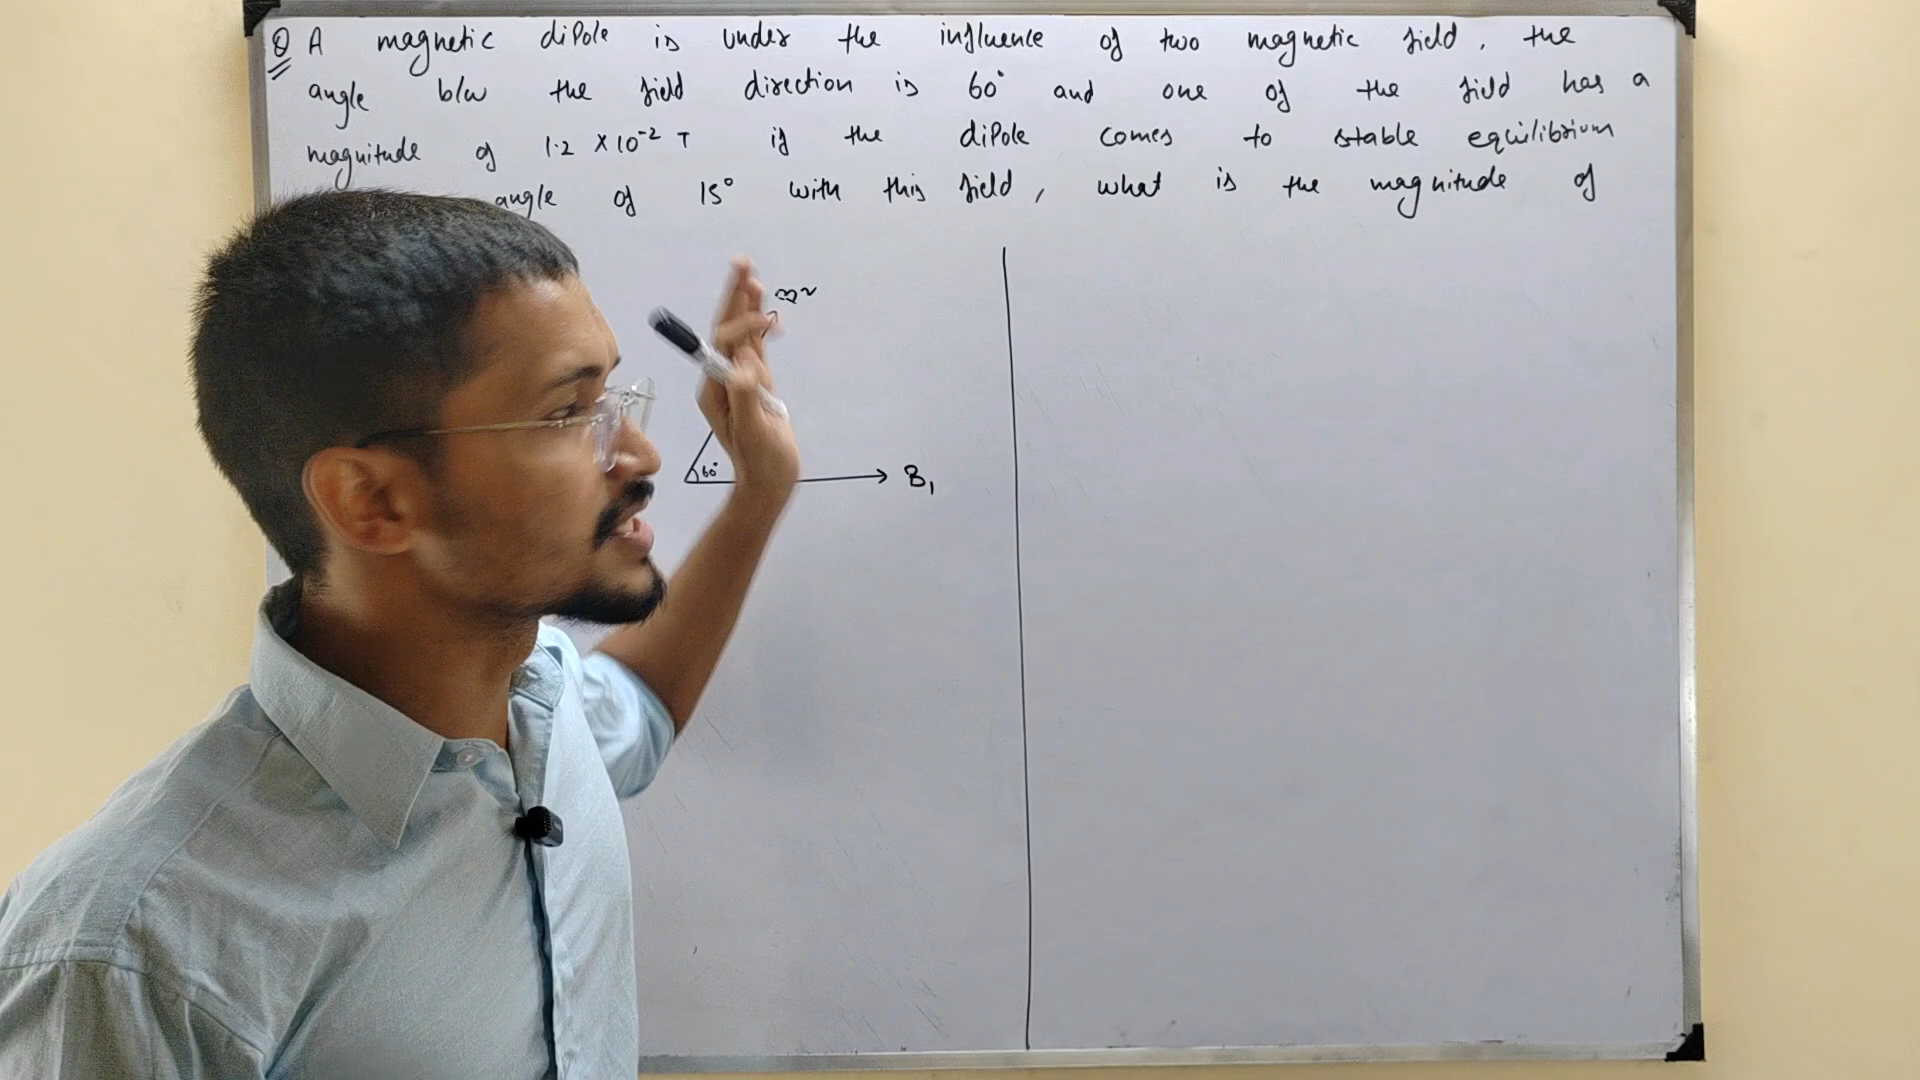 Q A magnetic dipole is under the influence of two magnetic field. the
angle b/w the field direction is 60° and one of the field has a
magnitude of 1.2 × 10⁻² T if the dipole comes to stable equilibrium
angle of 15° with this field, what is the magnitude of
B₂
60°
B₁